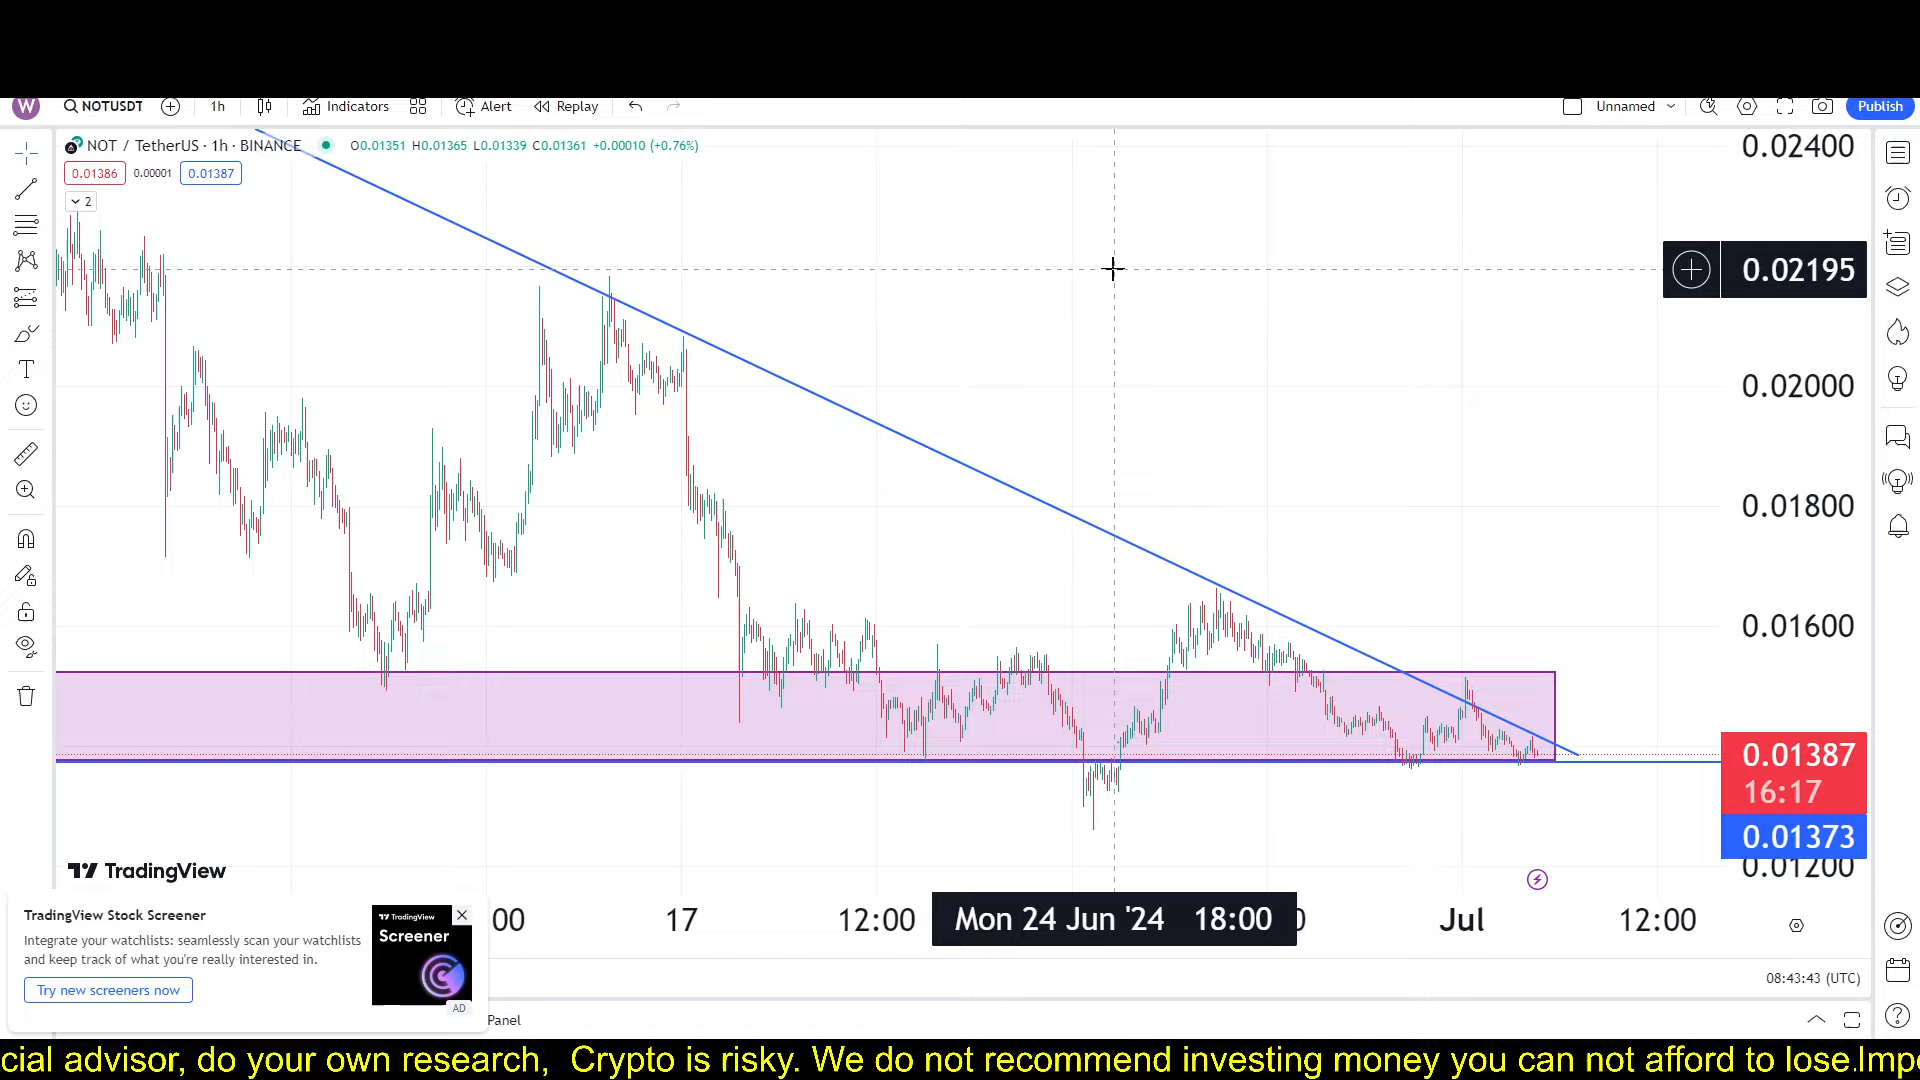 W
NOTUSDT
1h
Indicators
Alert
Replay
Unnamed
Publish
NOT / TetherUS · 1h · BINANCE
O0.01351 H0.01365 L0.01339 C0.01361 +0.00010 (+0.76%)
0.01386
0.00001
0.01387
2
0.02400
0.02195
0.02000
0.01800
0.01600
0.01387
16:17
0.01373
0.01200
TradingView
00
17
12:00
Mon 24 Jun '24 18:00
Jul
12:00
TradingView Stock Screener
Integrate your watchlists: seamlessly scan your watchlists
and keep track of what you're really interested in.
Try new screeners now
TradingView
Screener
AD
08:43:43 (UTC)
Panel
cial advisor, do your own research, Crypto is risky. We do not recommend investing money you can not afford to lose.Impo